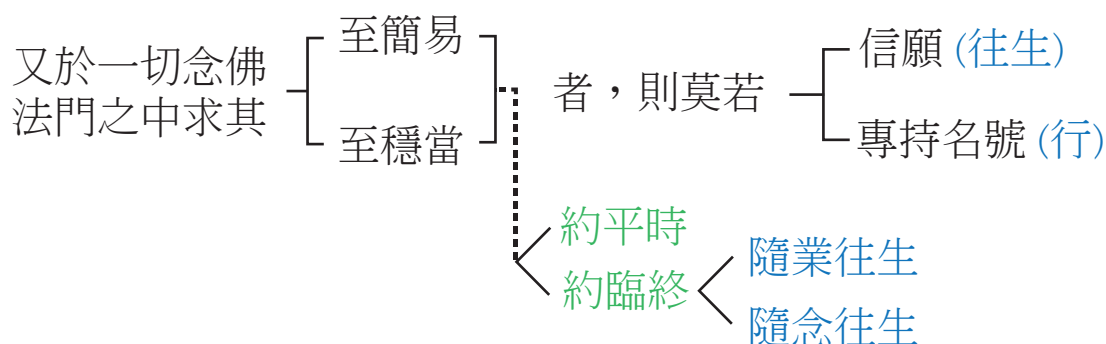 又於一切念佛
法門之中求其
至簡易
至穩當
者，則莫若
信願 (往生)
專持名號 (行)
約平時
約臨終
隨業往生
隨念往生